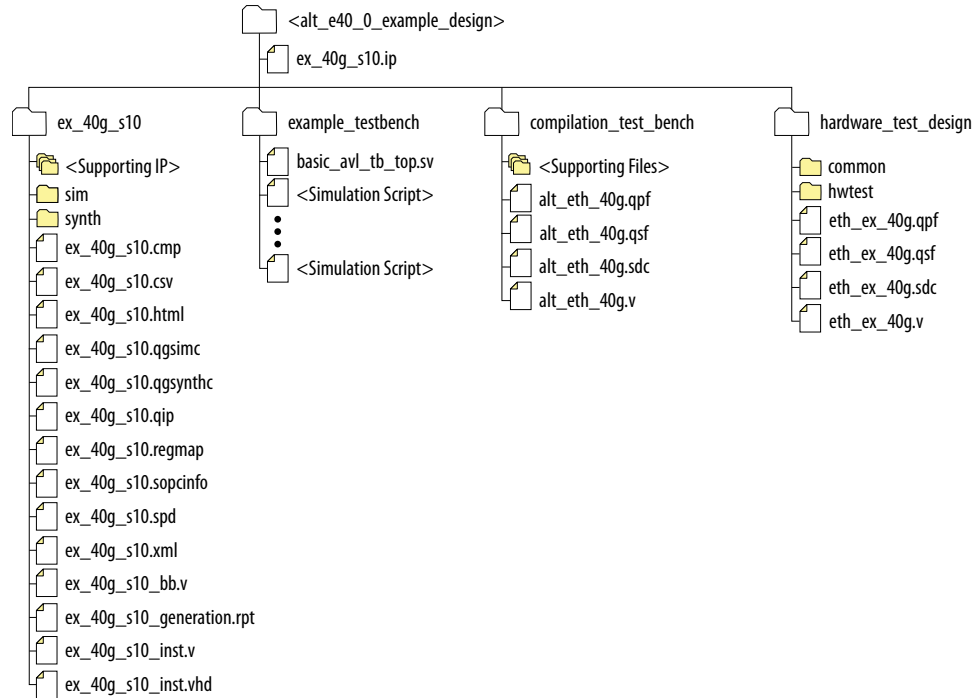 <alt_e40_0_example_design>
ex_40g_s10.ip
ex_40g_s10
<Supporting IP>
sim
synth
ex_40g_s10.cmp
ex_40g_s10.csv
ex_40g_s10.html
ex_40g_s10.qgsimc
ex_40g_s10.qgsynthc
ex_40g_s10.qip
ex_40g_s10.regmap
ex_40g_s10.sopcinfo
ex_40g_s10.spd
ex_40g_s10.xml
ex_40g_s10_bb.v
ex_40g_s10_generation.rpt
ex_40g_s10_inst.v
ex_40g_s10_inst.vhd
example_testbench
basic_avl_tb_top.sv
<Simulation Script>
<Simulation Script>
compilation_test_bench
<Supporting Files>
alt_eth_40g.qpf
alt_eth_40g.qsf
alt_eth_40g.sdc
alt_eth_40g.v
hardware_test_design
common
hwtest
eth_ex_40g.qpf
eth_ex_40g.qsf
eth_ex_40g.sdc
eth_ex_40g.v